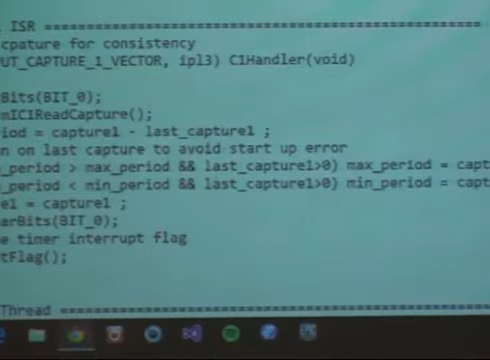 ISR ================================================
cpature for consistency
UT_CAPTURE_1_VECTOR, ipl3) C1Handler(void)
Bits(BIT_0);
mIC1ReadCapture();
iod = capture1 - last_capture1 ;
n on last capture to avoid start up error
_period > max_period && last_capture1>0) max_period = capt
_period < min_period && last_capture1>0) min_period = capt
e1 = capture1 ;
arBits(BIT_0);
e timer interrupt flag
tFlag();
Thread ================================================